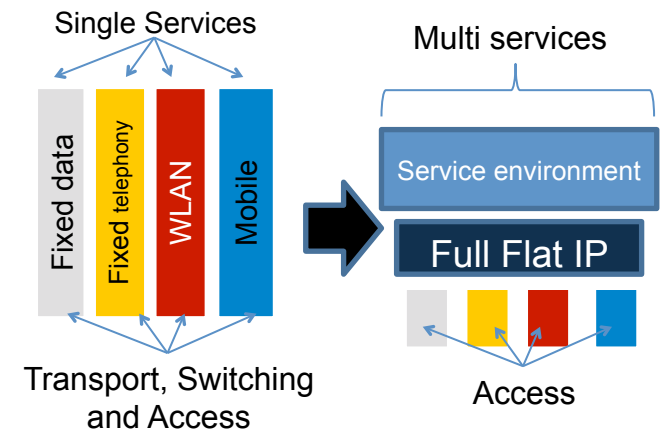 Single Services
Fixed data
Fixed telephony
WLAN
Mobile
Transport, Switching
and Access
Multi services
Service environment
Full Flat IP
Access